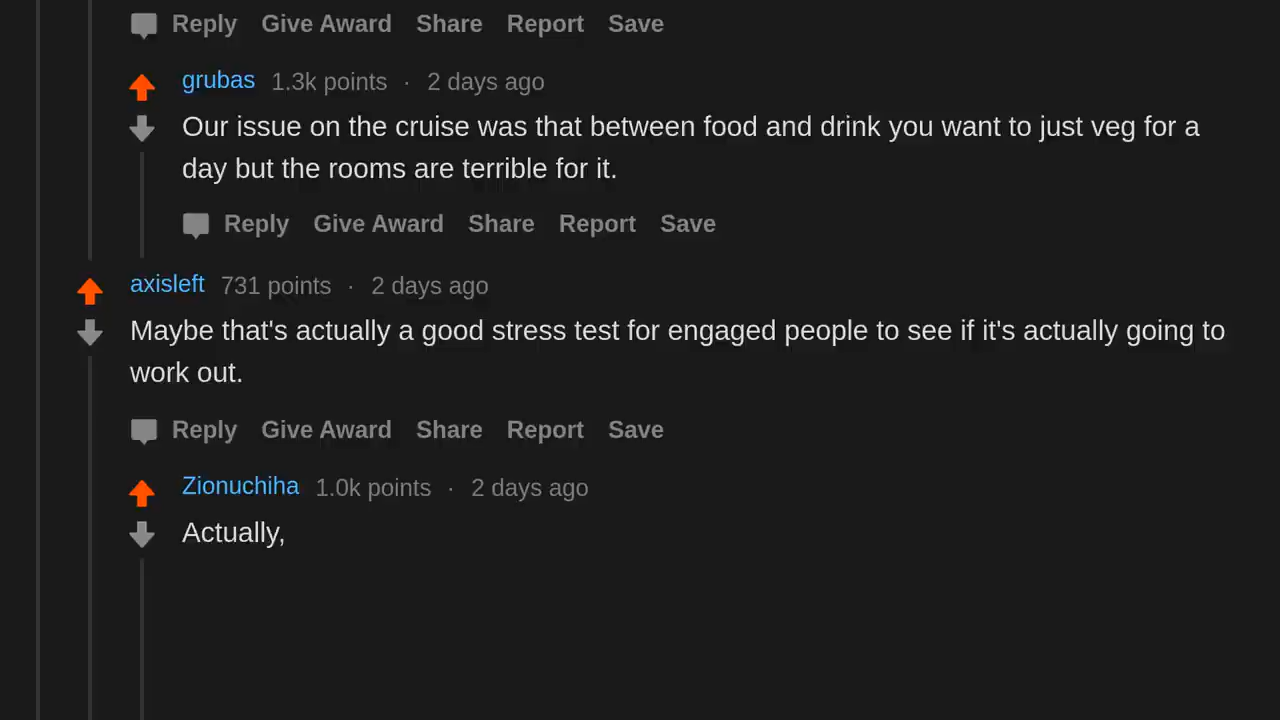 Reply Give Award Share Report Save
grubas 1.3k points · 2 days ago
Our issue on the cruise was that between food and drink you want to just veg for a
day but the rooms are terrible for it.
Reply Give Award Share Report Save
axisleft 731 points · 2 days ago
Maybe that's actually a good stress test for engaged people to see if it's actually going to
work out.
Reply Give Award Share Report Save
Zionuchiha 1.0k points · 2 days ago
Actually,